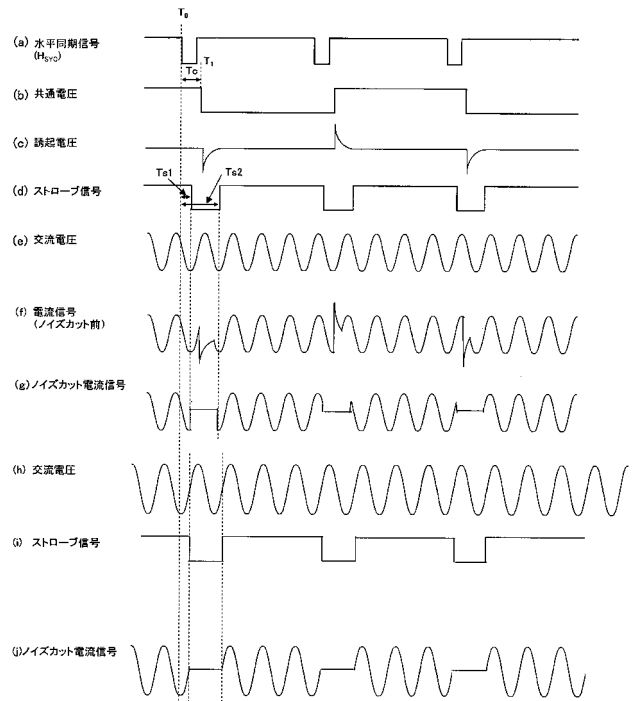 T₀
(a) 水平同期信号
(HSYC)
T₁
Tc
(b) 共通電圧
(c) 誘起電圧
Ts1
Ts2
(d) ストローブ信号
(e) 交流電圧
(f) 電流信号
(ノイズカット前)
(g)ノイズカット電流信号
(h) 交流電圧
(i) ストローブ信号
(j)ノイズカット電流信号